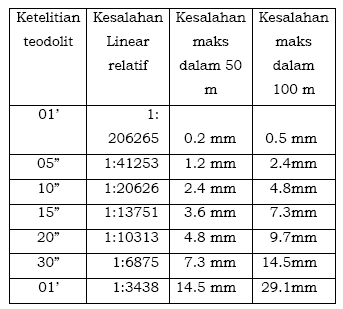 Ketelitian teodolit | Kesalahan Linear relatif | Kesalahan maks dalam 50 m | Kesalahan maks dalam 100 m
01’ | 1: 206265 | 0.2 mm | 0.5 mm
05” | 1:41253 | 1.2 mm | 2.4mm
10” | 1:20626 | 2.4 mm | 4.8mm
15” | 1:13751 | 3.6 mm | 7.3mm
20” | 1:10313 | 4.8 mm | 9.7mm
30” | 1:6875 | 7.3 mm | 14.5mm
01’ | 1:3438 | 14.5 mm | 29.1mm